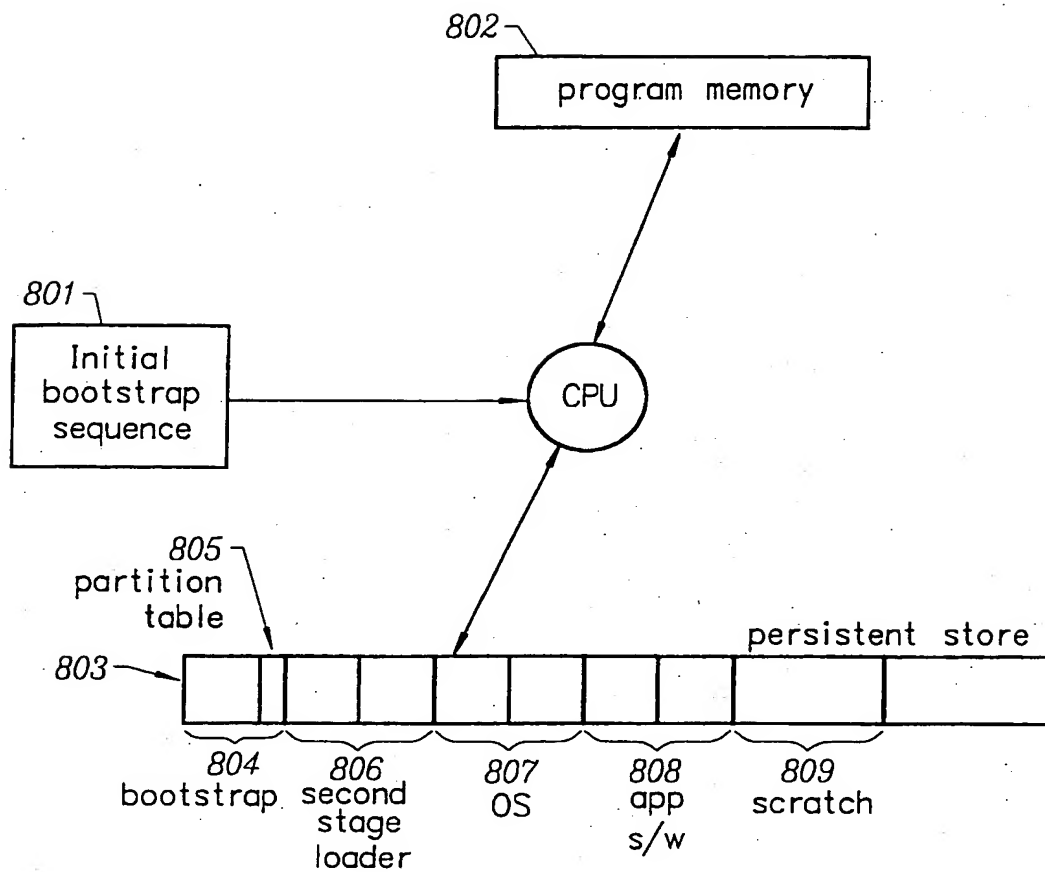 802
program memory
801
Initial
bootstrap
sequence
CPU
805
partition
table
persistent store
803
804
bootstrap
806
second
stage
loader
807
OS
808
app
s/w
809
scratch